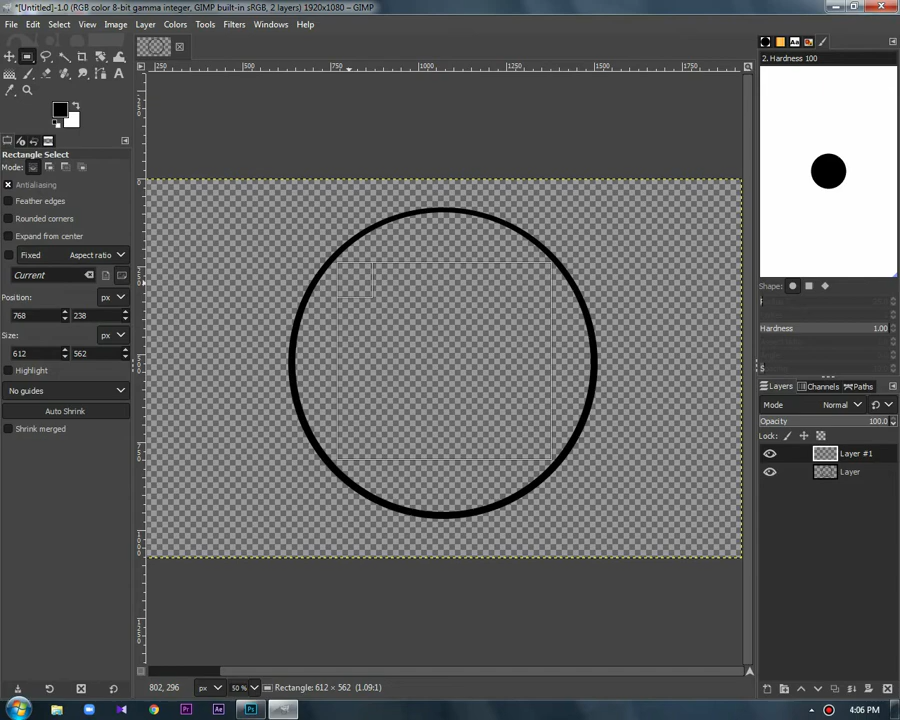 *[Untitled]-1.0 (RGB color 8-bit gamma integer, GIMP built-in sRGB, 2 layers) 1920x1080 – GIMP
File Edit Select View Image Layer Colors Tools Filters Windows Help
2. Hardness 100
250 500 750 1000 1250 1500 1750
Rectangle Select
Mode:
Antialiasing
Feather edges
Rounded corners
Expand from center
Fixed Aspect ratio
Current
Position: px
768 238
Size: px
612 562
Highlight
No guides
Auto Shrink
Shrink merged
Shape:
Hardness 1.00
Layers Channels Paths
Mode Normal
Opacity 100.0
Lock:
Layer #1
Layer
802, 296 px 50 % Rectangle: 612 × 562 (1.09:1)
Pr Ae Ps
4:06 PM